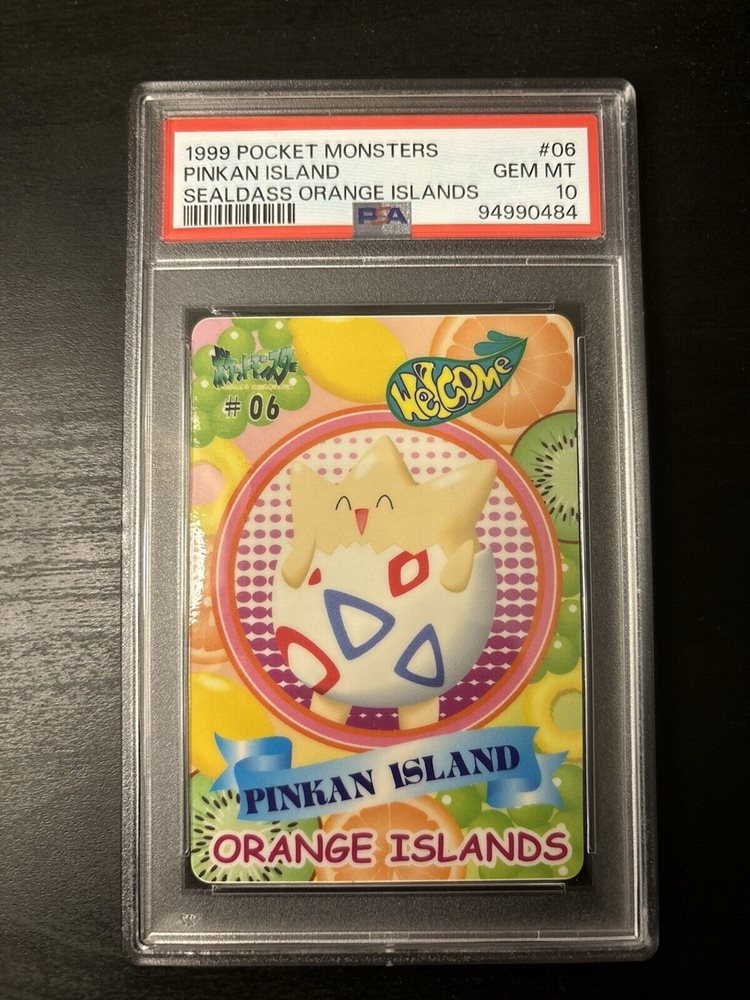 1999 POCKET MONSTERS #06
PINKAN ISLAND GEM MT
SEALDASS ORANGE ISLANDS 10
PSA 94990484
ポケットモンスター
#06
Welcome
PINKAN ISLAND
ORANGE ISLANDS